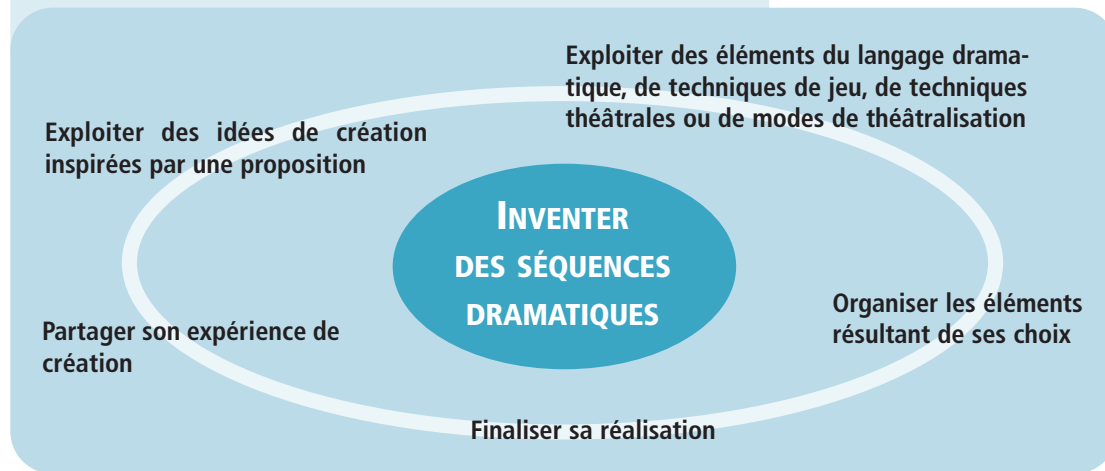 Exploiter des éléments du langage drama-
tique, de techniques de jeu, de techniques
théâtrales ou de modes de théâtralisation
Exploiter des idées de création
inspirées par une proposition
INVENTER
DES SÉQUENCES
DRAMATIQUES
Organiser les éléments
résultant de ses choix
Partager son expérience de
création
Finaliser sa réalisation